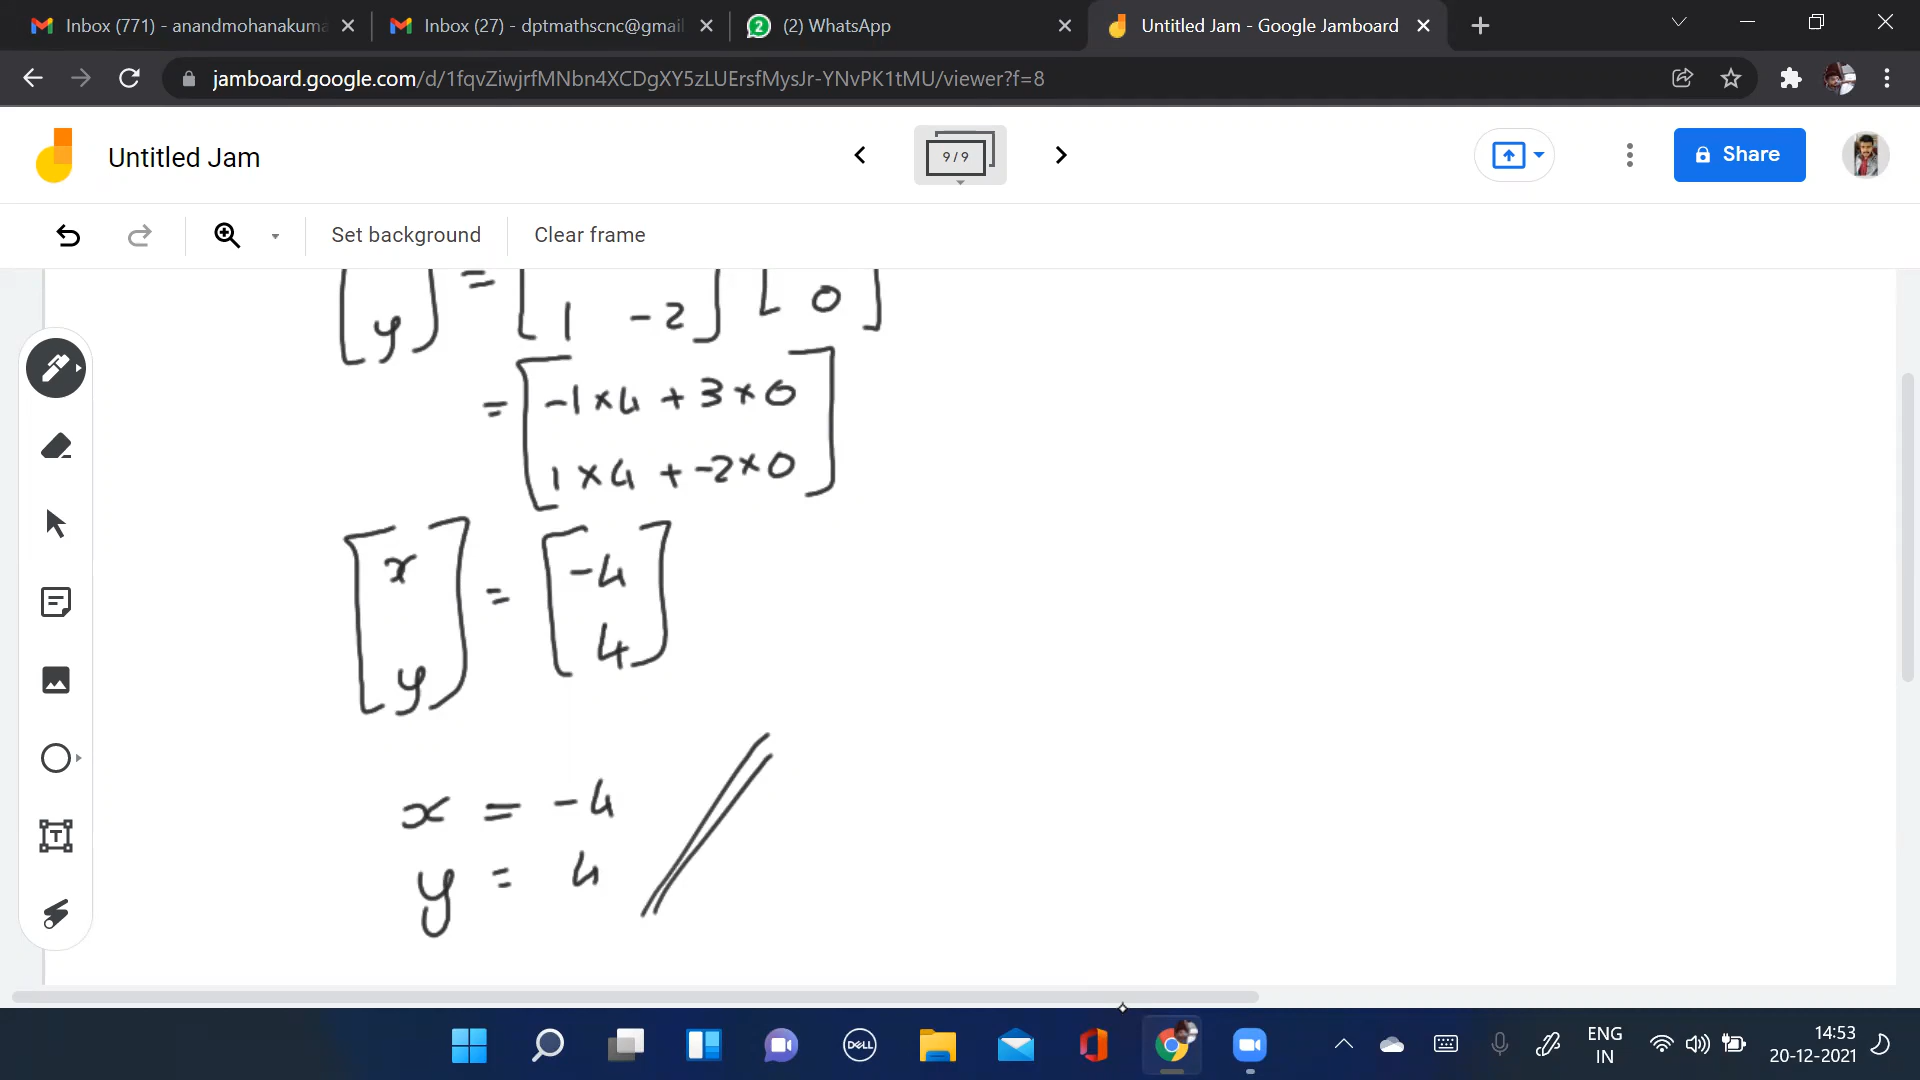 Inbox (771) - anandmohanakuma
Inbox (27) - dptmathscnc@gmail
2 (2) WhatsApp
Untitled Jam - Google Jamboard
jamboard.google.com/d/1fqvZiwjrfMNbn4XCDgXY5zLUErsfMysJr-YNvPK1tMU/viewer?f=8
Untitled Jam
9 / 9
Share
Set background
Clear frame
=
0
y 1 -2
= -1×4 + 3×0
1×4 + -2×0
x -4
=
y 4
x = -4
y = 4
T
DELL
ENG
IN
14:53
20-12-2021